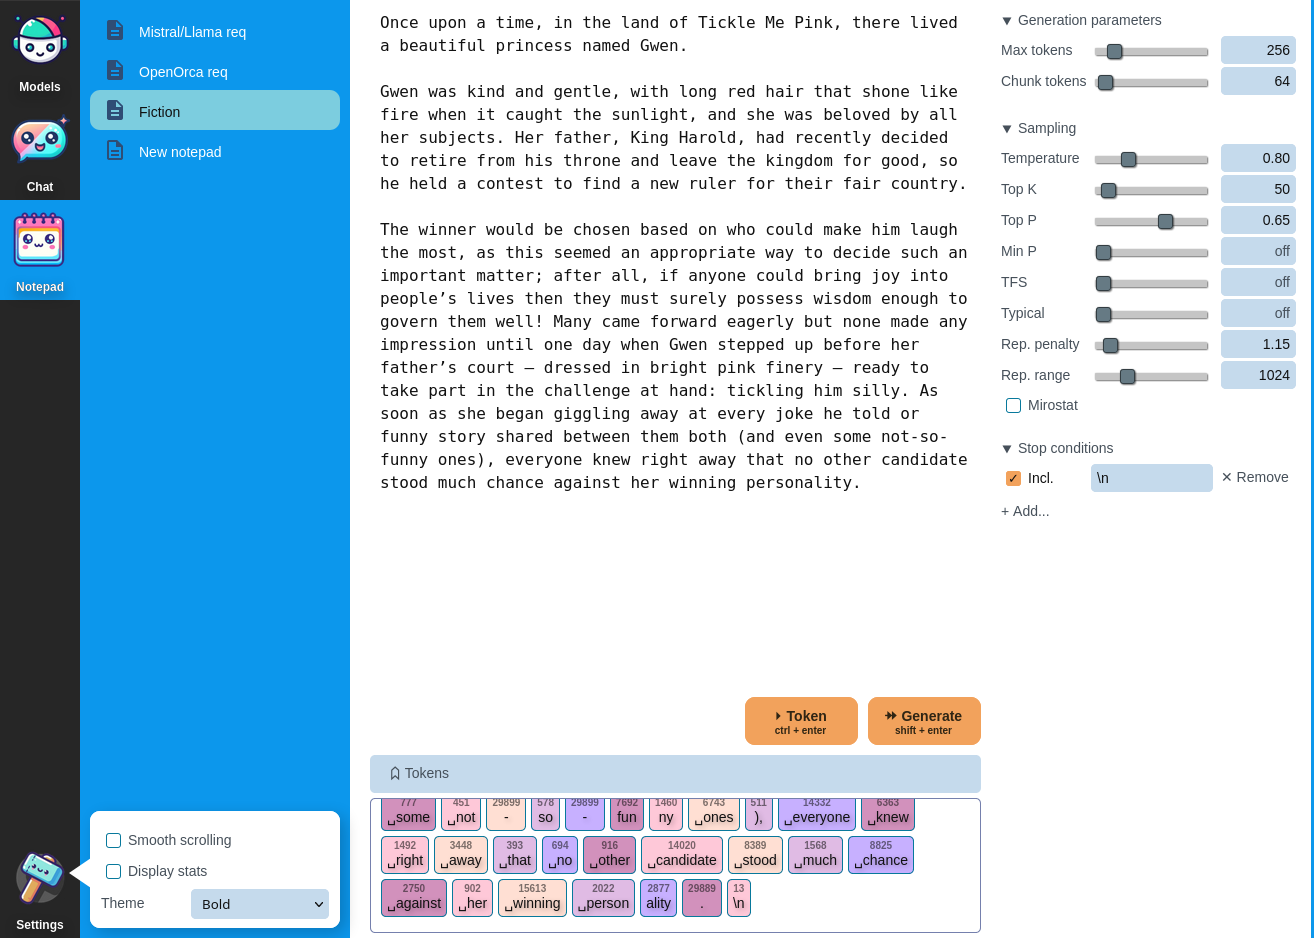 Models
Chat
Notepad
Settings
Mistral/Llama req
OpenOrca req
Fiction
New notepad
Smooth scrolling
Display stats
Theme
Bold
Once upon a time, in the land of Tickle Me Pink, there lived
a beautiful princess named Gwen.
Gwen was kind and gentle, with long red hair that shone like
fire when it caught the sunlight, and she was beloved by all
her subjects. Her father, King Harold, had recently decided
to retire from his throne and leave the kingdom for good, so
he held a contest to find a new ruler for their fair country.
The winner would be chosen based on who could make him laugh
the most, as this seemed an appropriate way to decide such an
important matter; after all, if anyone could bring joy into
people’s lives then they must surely possess wisdom enough to
govern them well! Many came forward eagerly but none made any
impression until one day when Gwen stepped up before her
father’s court – dressed in bright pink finery – ready to
take part in the challenge at hand: tickling him silly. As
soon as she began giggling away at every joke he told or
funny story shared between them both (and even some not-so-
funny ones), everyone knew right away that no other candidate
stood much chance against her winning personality.
Token
ctrl + enter
Generate
shift + enter
Tokens
777 451 29899 578 29899 7692 1460 6743 511 14332 6363
␣some ␣not - so - fun ny ␣ones ), ␣everyone ␣knew
1492 3448 393 694 916 14020 8389 1568 8825
␣right ␣away ␣that ␣no ␣other ␣candidate ␣stood ␣much ␣chance
2750 902 15613 2022 2877 29889 13
␣against ␣her ␣winning ␣person ality . \n
Generation parameters
Max tokens 256
Chunk tokens 64
Sampling
Temperature 0.80
Top K 50
Top P 0.65
Min P off
TFS off
Typical off
Rep. penalty 1.15
Rep. range 1024
Mirostat
Stop conditions
Incl. \n ✕ Remove
+ Add...